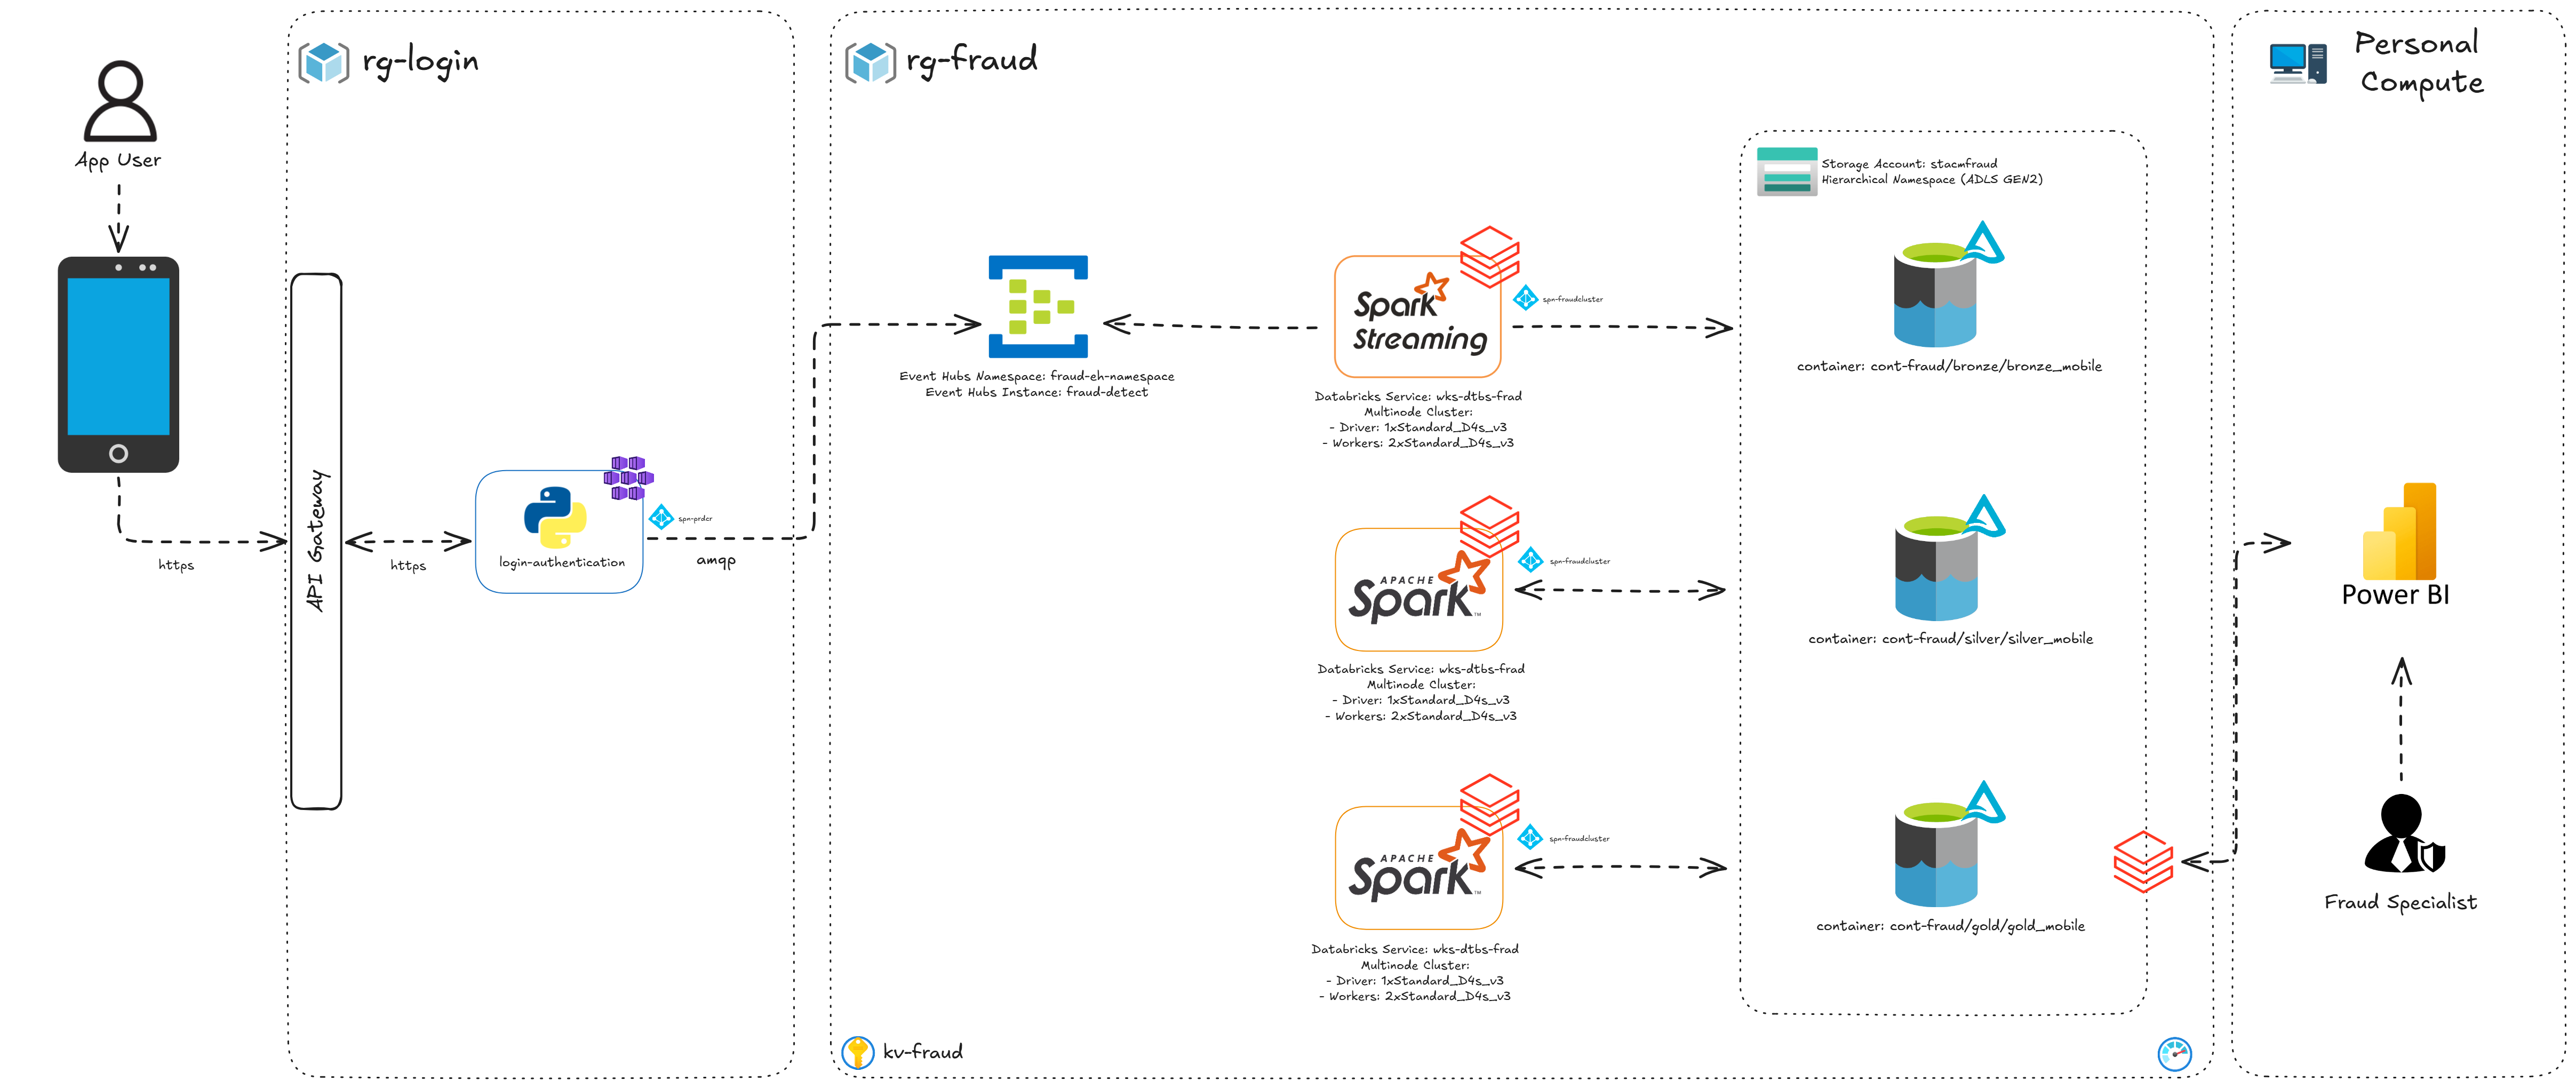 App User
https
rg-login
API Gateway
https
login-authentication
spn-prdcr
amqp
rg-fraud
Event Hubs Namespace: fraud-eh-namespace
Event Hubs Instance: fraud-detect
Spark
Streaming
spn-fraudcluster
Databricks Service: wks-dtbs-frad
Multinode Cluster:
- Driver: 1xStandard_D4s_v3
- Workers: 2xStandard_D4s_v3
APACHE
Spark™
spn-fraudcluster
Databricks Service: wks-dtbs-frad
Multinode Cluster:
- Driver: 1xStandard_D4s_v3
- Workers: 2xStandard_D4s_v3
APACHE
Spark™
spn-fraudcluster
Databricks Service: wks-dtbs-frad
Multinode Cluster:
- Driver: 1xStandard_D4s_v3
- Workers: 2xStandard_D4s_v3
kv-fraud
Storage Account: stacmfraud
Hierarchical Namespace (ADLS GEN2)
container: cont-fraud/bronze/bronze_mobile
container: cont-fraud/silver/silver_mobile
container: cont-fraud/gold/gold_mobile
Personal
Compute
Power BI
Fraud Specialist